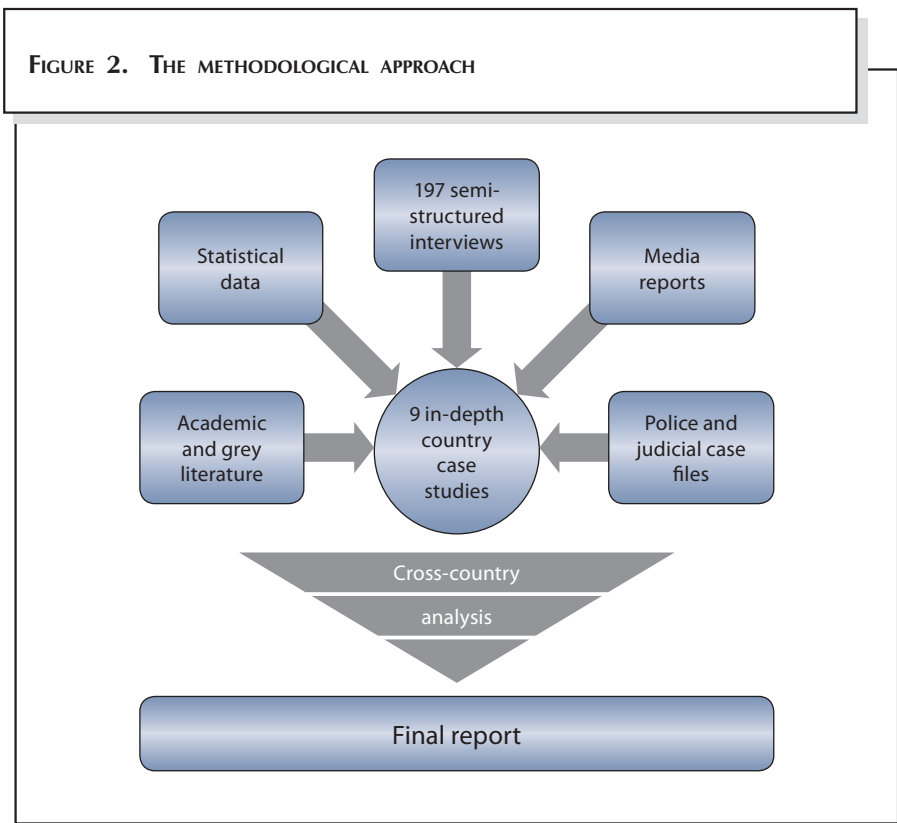 FIGURE 2. THE METHODOLOGICAL APPROACH
197 semi-
structured
interviews
Statistical
data
Media
reports
Academic
and grey
literature
9 in-depth
country
case
studies
Police and
judicial case
files
Cross-country
analysis
Final report